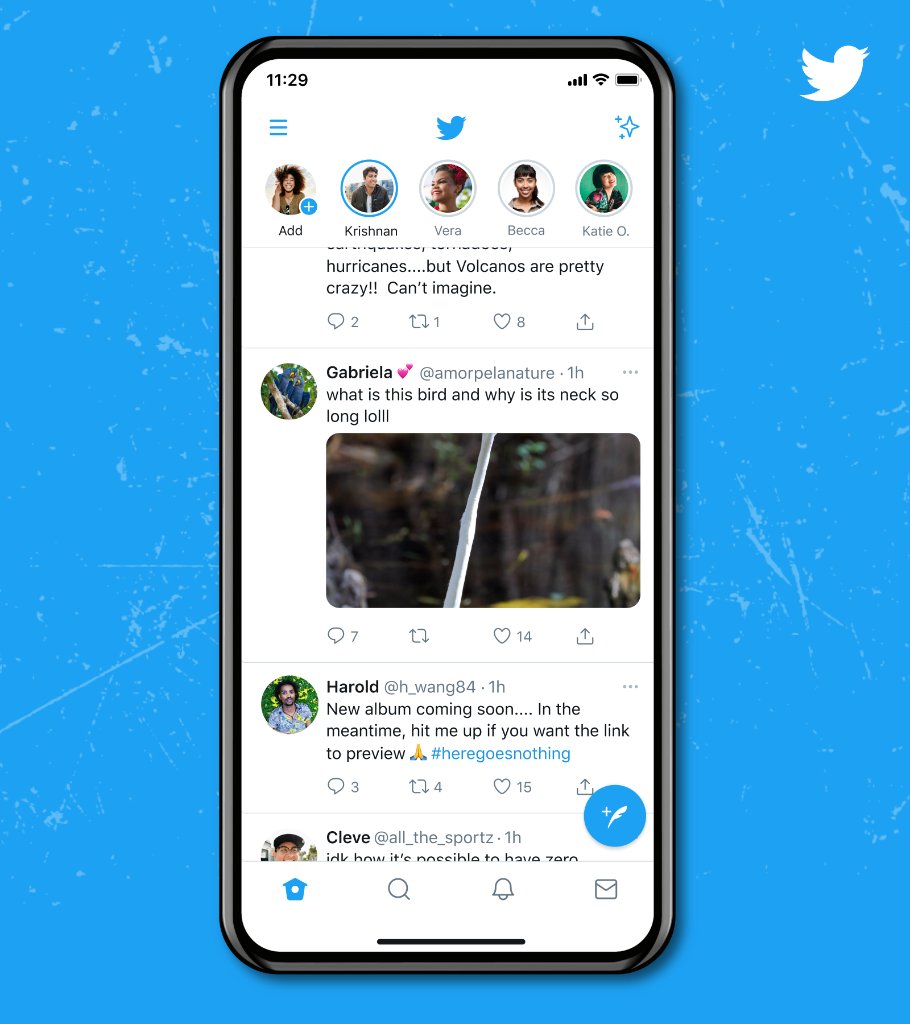 11:29
Add
Krishnan
Vera
Becca
Katie O.
earthquakes, tornadoes,
hurricanes....but Volcanos are pretty
crazy!!  Can't imagine.
2
1
8
Gabriela 💕 @amorpelanature · 1h
what is this bird and why is its neck so
long lolll
7
14
Harold @h_wang84 · 1h
New album coming soon.... In the
meantime, hit me up if you want the link
to preview 🙏 #heregoesnothing
3
4
15
Cleve @all_the_sportz · 1h
idk how it's possible to have zero